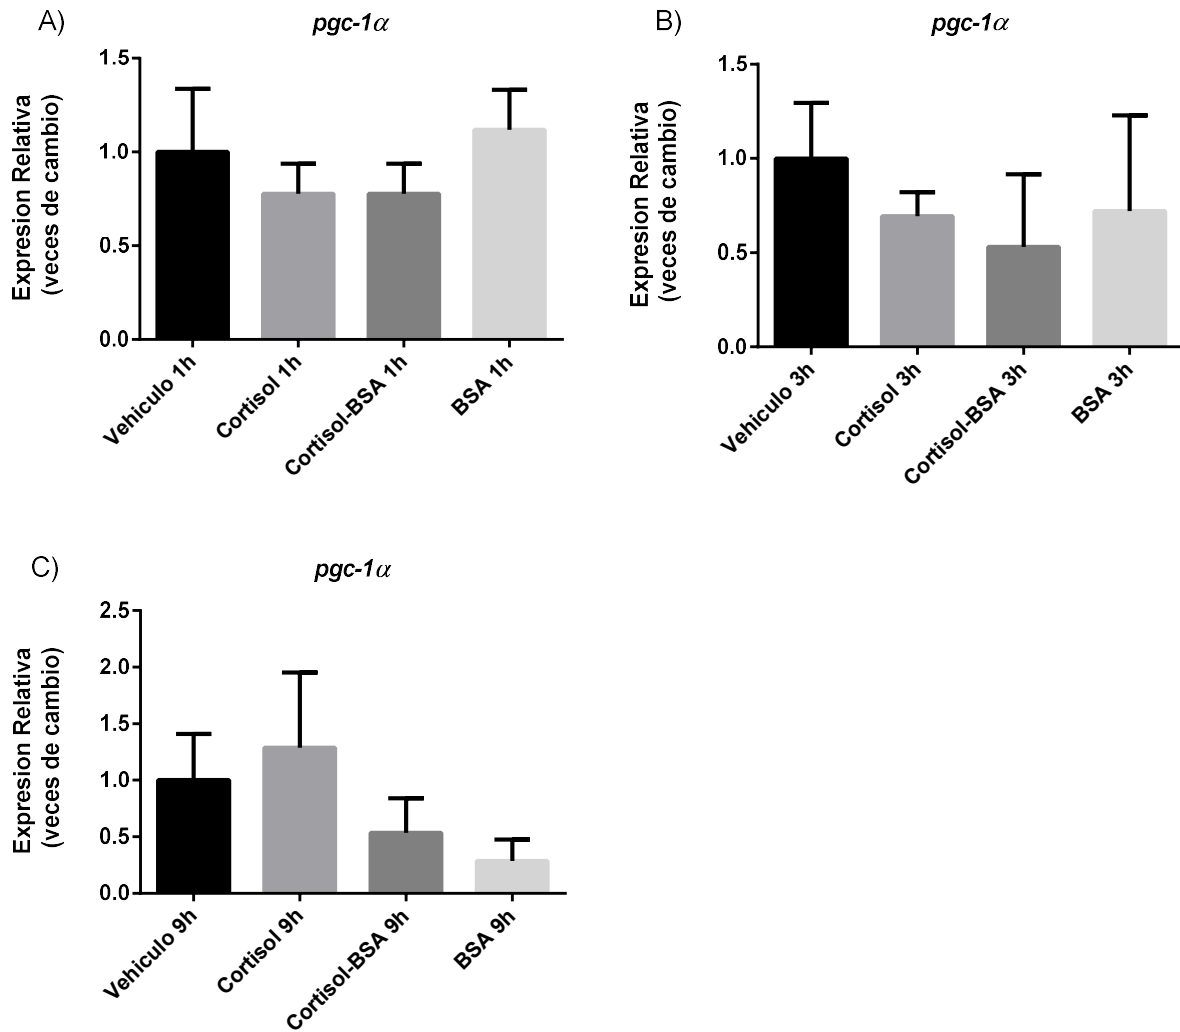 A)
pgc-1α
Expresion Relativa
(veces de cambio)
1.5
1.0
0.5
0.0
Vehiculo 1h
Cortisol 1h
Cortisol-BSA 1h
BSA 1h
B)
pgc-1α
Expresion Relativa
(veces de cambio)
1.5
1.0
0.5
0.0
Vehiculo 3h
Cortisol 3h
Cortisol-BSA 3h
BSA 3h
C)
pgc-1α
Expresion Relativa
(veces de cambio)
2.5
2.0
1.5
1.0
0.5
0.0
Vehiculo 9h
Cortisol 9h
Cortisol-BSA 9h
BSA 9h